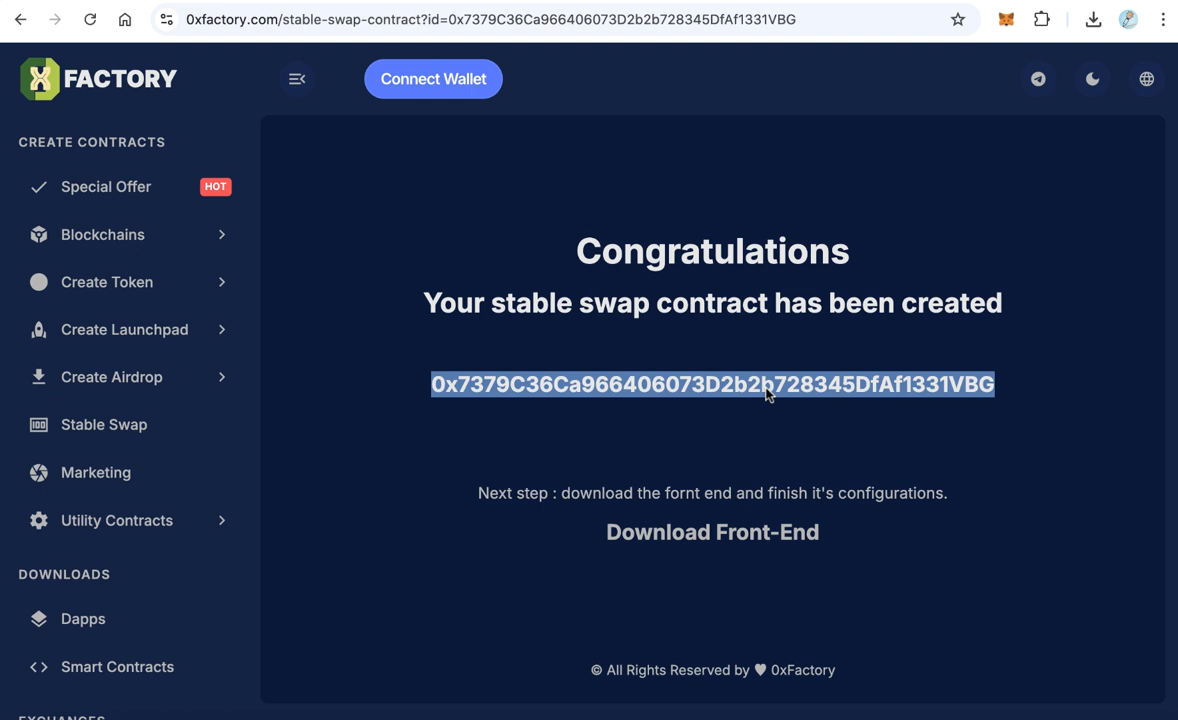 0xfactory.com/stable-swap-contract?id=0x7379C36Ca966406073D2b2b728345DfAf1331VBG
FACTORY
Connect Wallet
CREATE CONTRACTS
Special Offer HOT
Blockchains
Create Token
Create Launchpad
Create Airdrop
Stable Swap
Marketing
Utility Contracts
DOWNLOADS
Dapps
Smart Contracts
EXCHANGES
Congratulations
Your stable swap contract has been created
0x7379C36Ca966406073D2b2b728345DfAf1331VBG
Next step : download the fornt end and finish it's configurations.
Download Front-End
© All Rights Reserved by ♥ 0xFactory